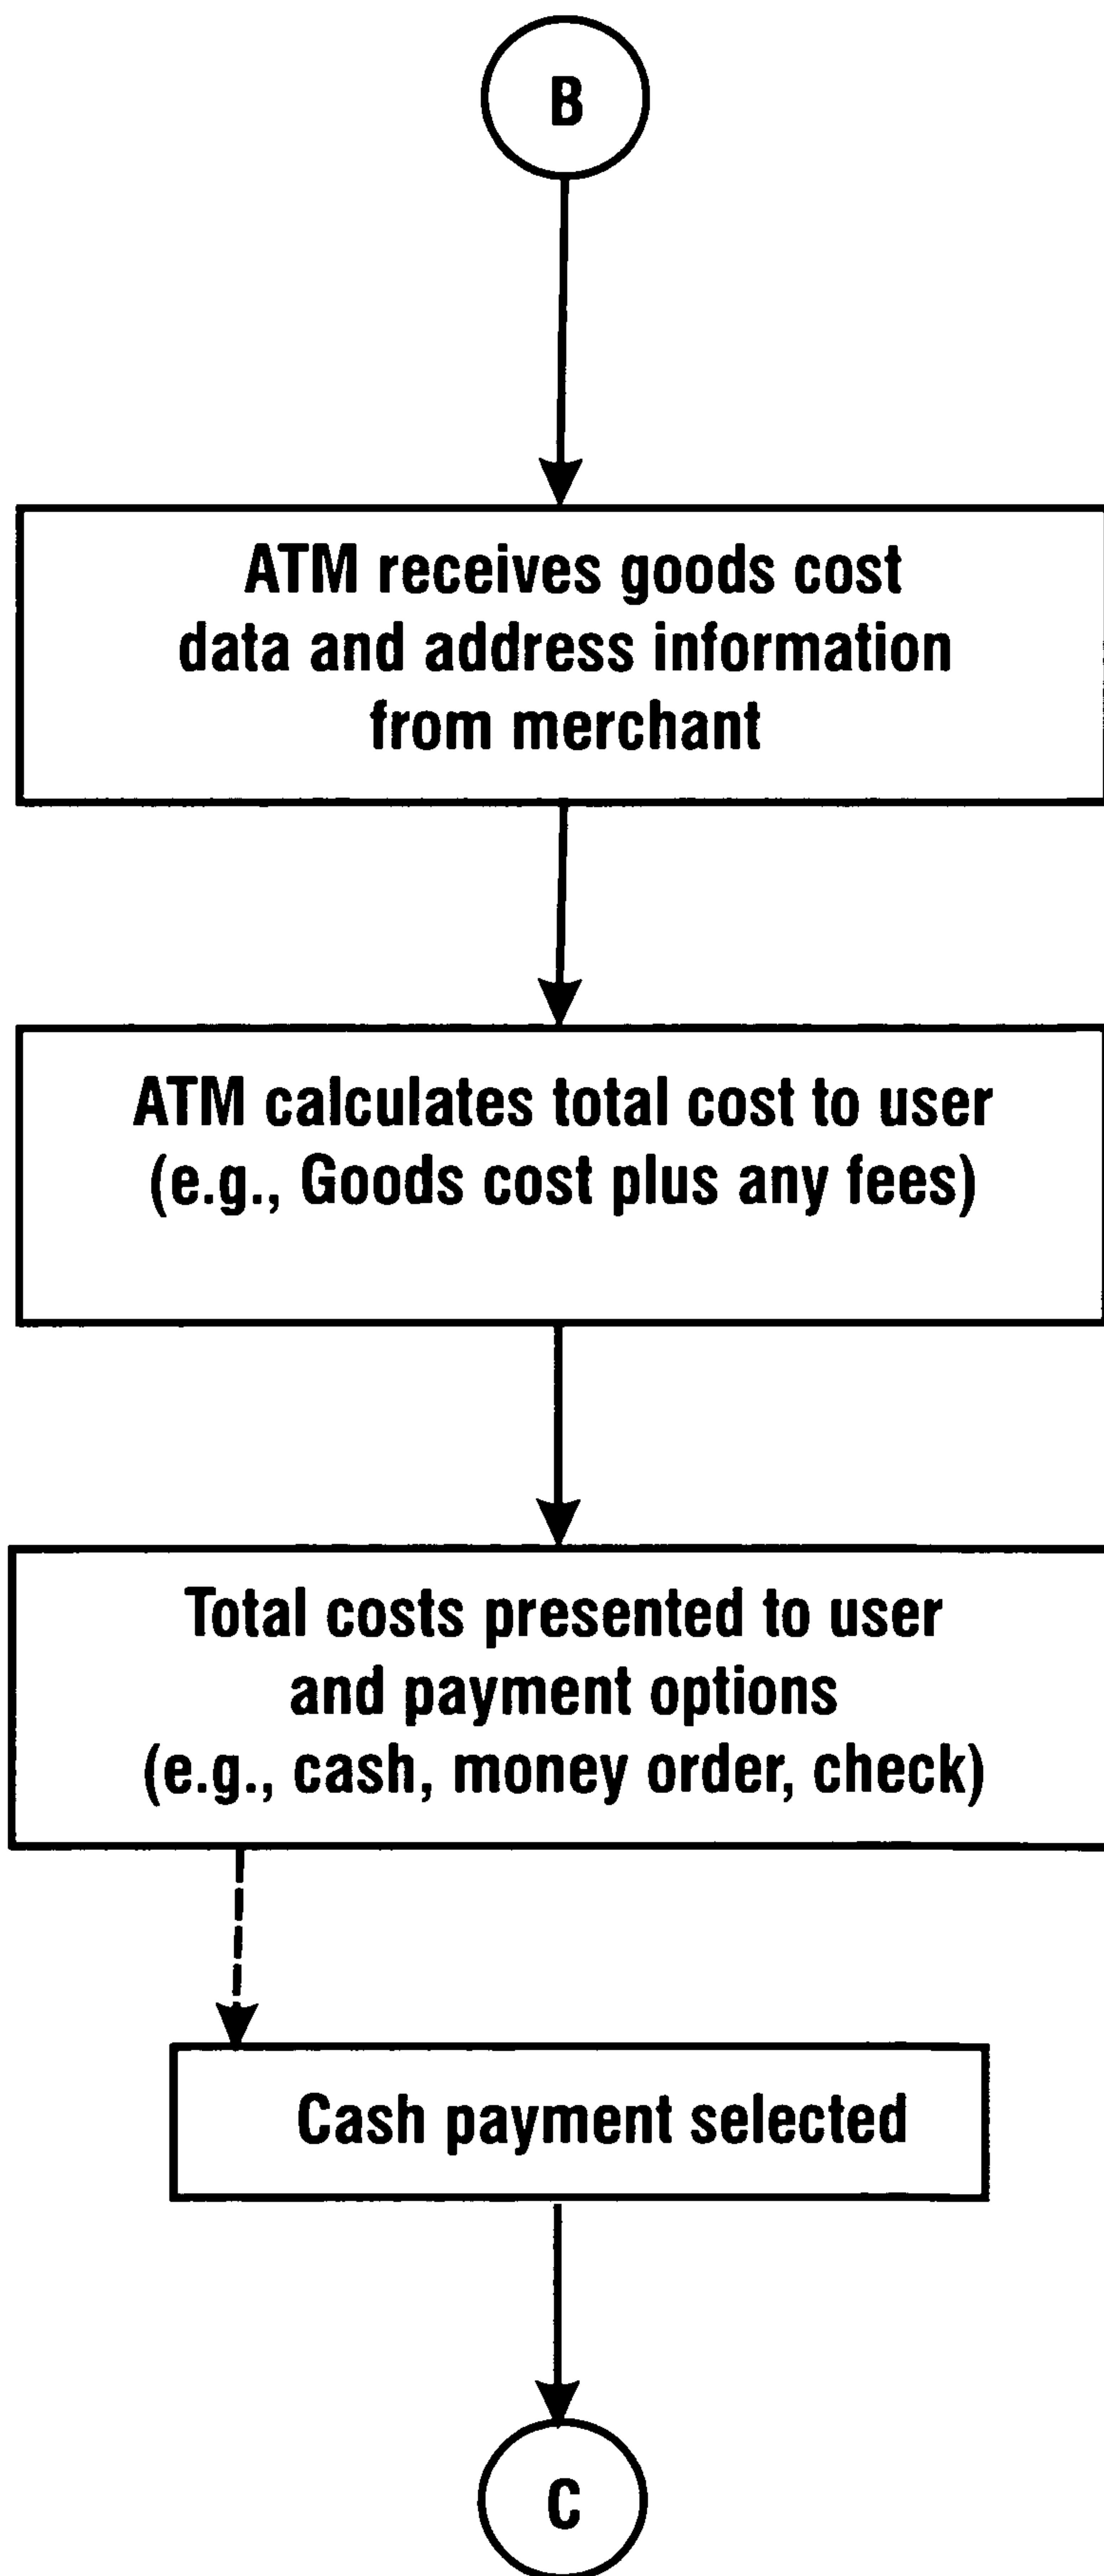 B
ATM receives goods cost
data and address information
from merchant
ATM calculates total cost to user
(e.g., Goods cost plus any fees)
Total costs presented to user
and payment options
(e.g., cash, money order, check)
Cash payment selected
C